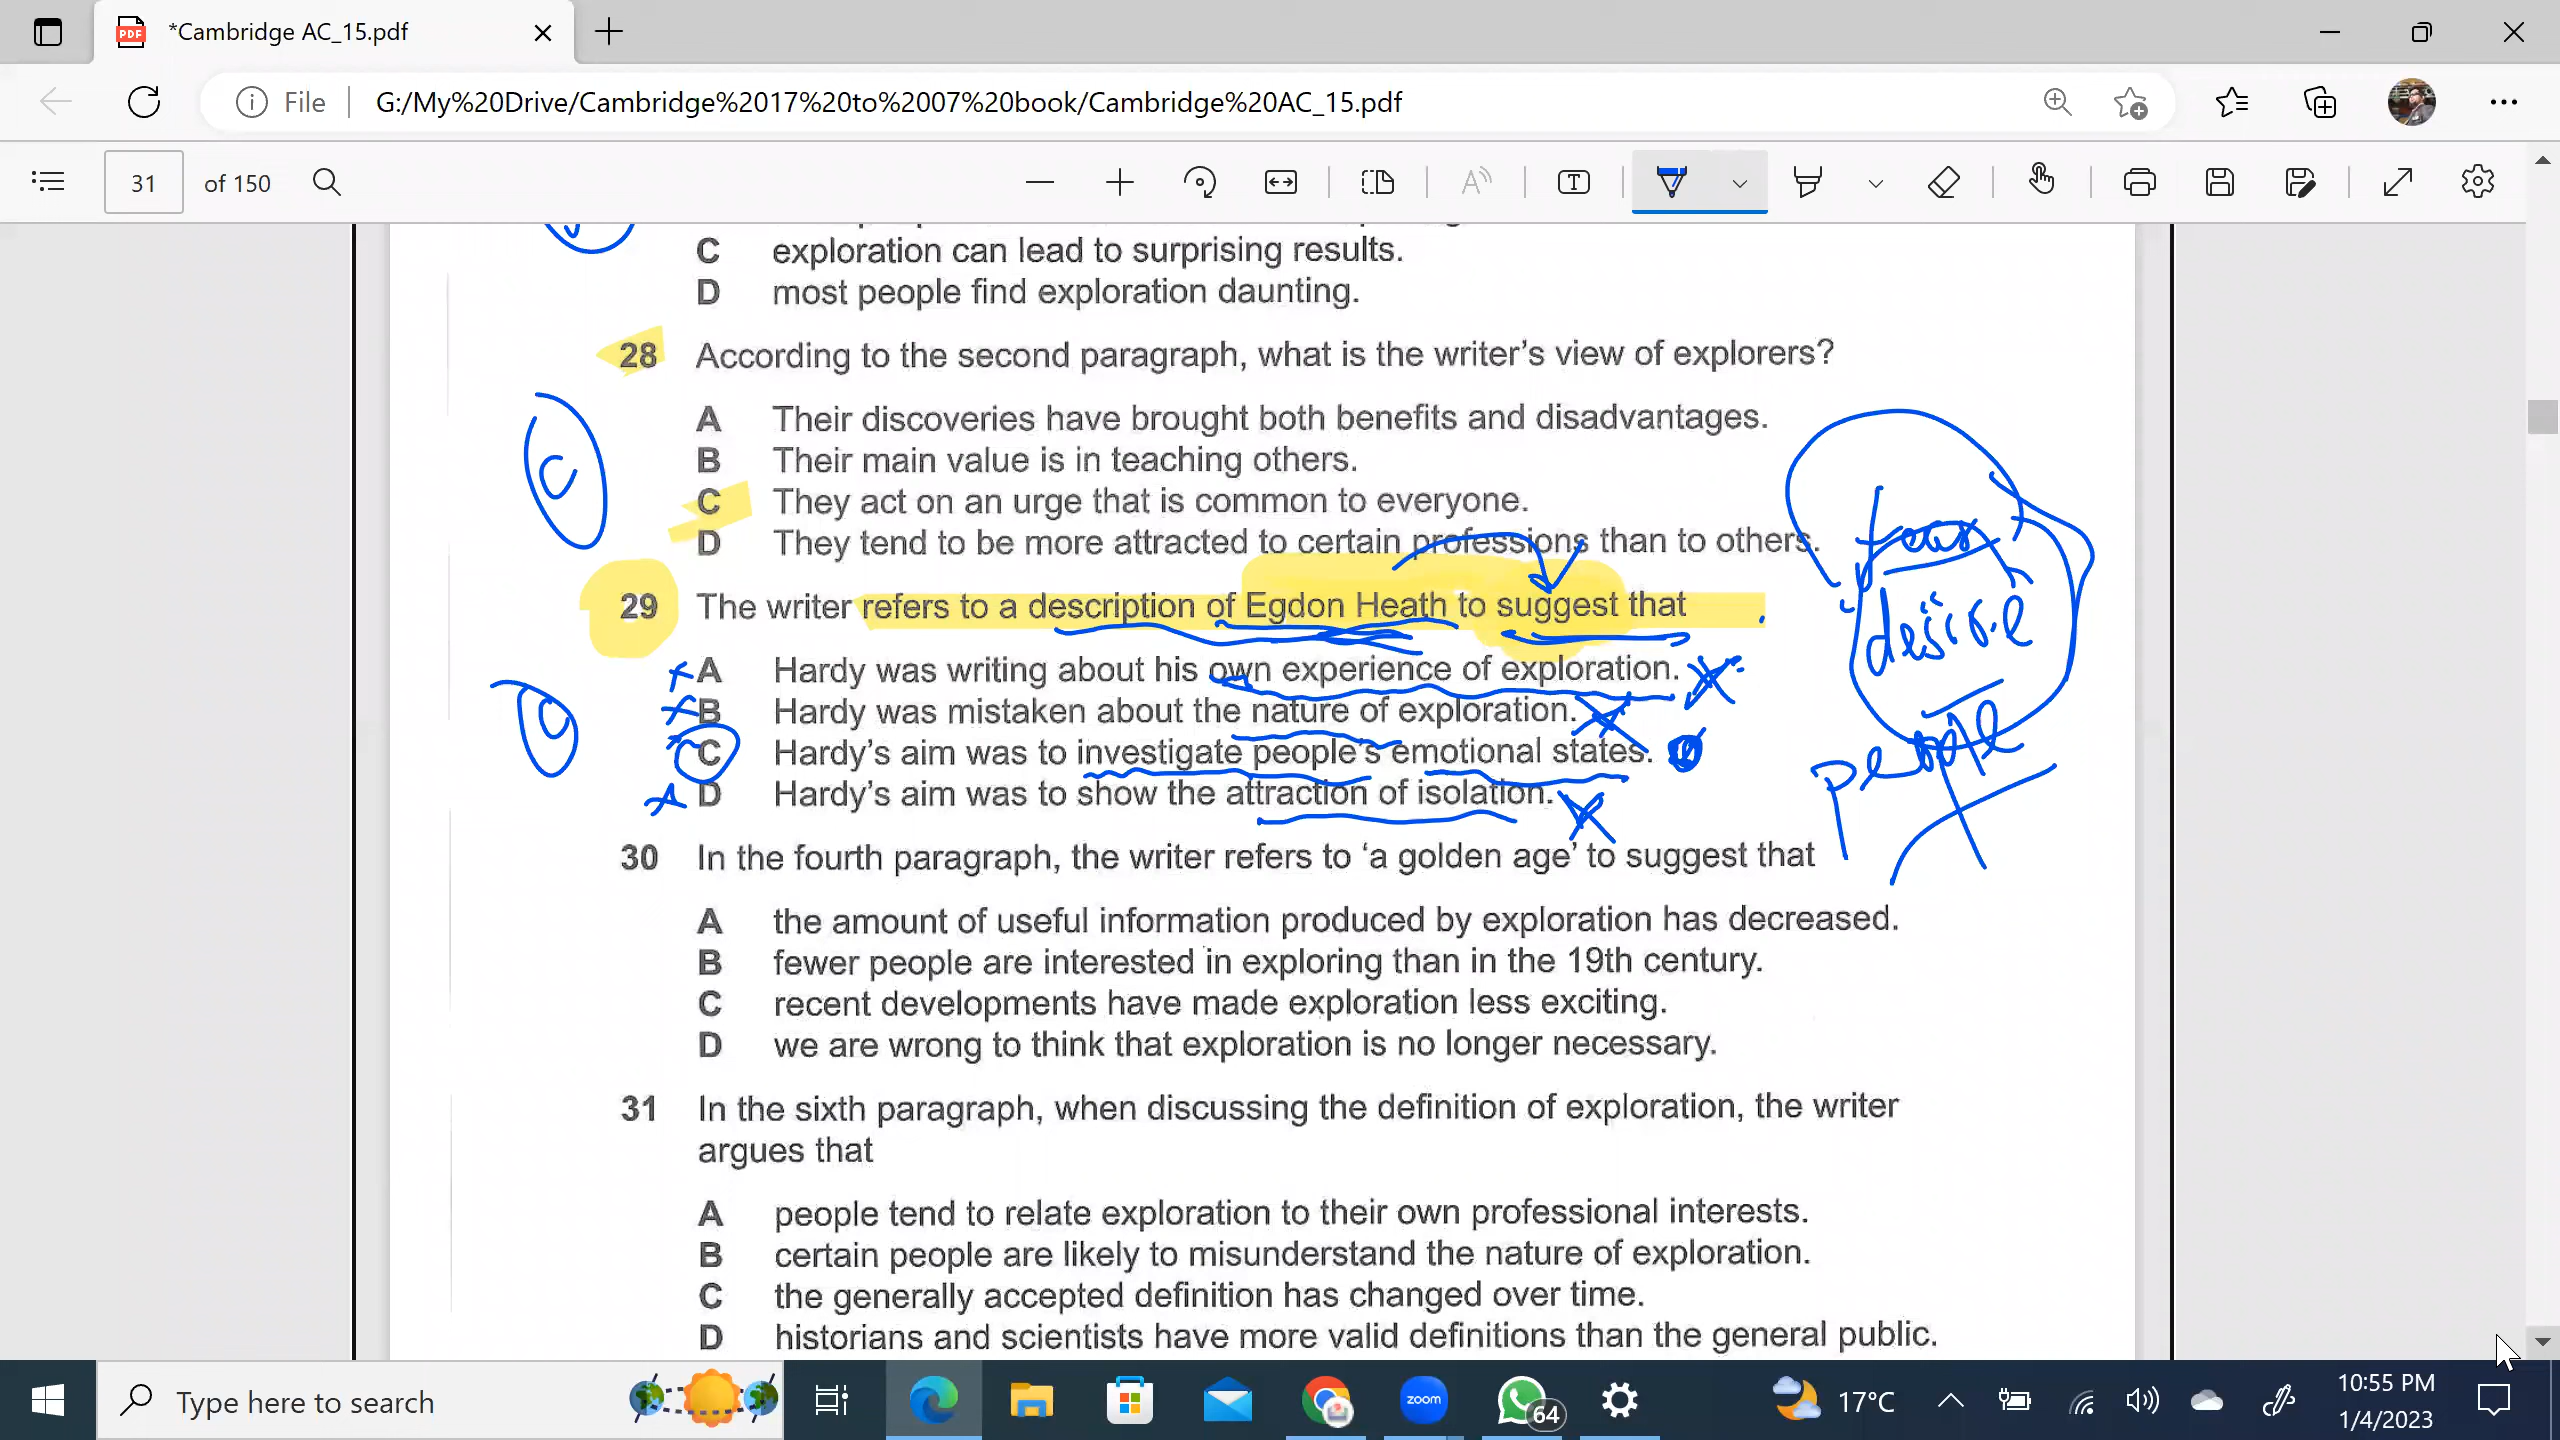 *Cambridge AC_15.pdf
File G:/My%20Drive/Cambridge%2017%20to%2007%20book/Cambridge%20AC_15.pdf
31 of 150
C exploration can lead to surprising results.
D most people find exploration daunting.
28 According to the second paragraph, what is the writer's view of explorers?
A Their discoveries have brought both benefits and disadvantages.
B Their main value is in teaching others.
C They act on an urge that is common to everyone.
D They tend to be more attracted to certain professions than to others.
C
fear
desire
people
29 The writer refers to a description of Egdon Heath to suggest that
A Hardy was writing about his own experience of exploration.
B Hardy was mistaken about the nature of exploration.
C Hardy's aim was to investigate people's emotional states.
D Hardy's aim was to show the attraction of isolation.
30 In the fourth paragraph, the writer refers to 'a golden age' to suggest that
A the amount of useful information produced by exploration has decreased.
B fewer people are interested in exploring than in the 19th century.
C recent developments have made exploration less exciting.
D we are wrong to think that exploration is no longer necessary.
31 In the sixth paragraph, when discussing the definition of exploration, the writer
argues that
A people tend to relate exploration to their own professional interests.
B certain people are likely to misunderstand the nature of exploration.
C the generally accepted definition has changed over time.
D historians and scientists have more valid definitions than the general public.
Type here to search
zoom
64
17°C
10:55 PM
1/4/2023